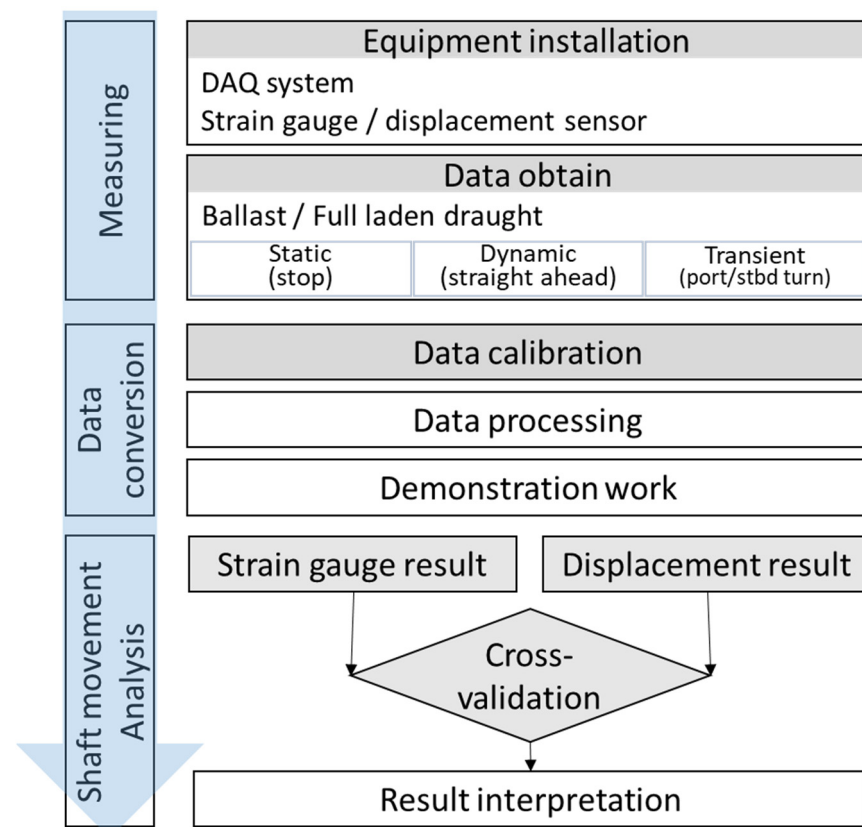 Measuring
Equipment installation
DAQ system
Strain gauge / displacement sensor
Data obtain
Ballast / Full laden draught
Static
(stop)
Dynamic
(straight ahead)
Transient
(port/stbd turn)
Data
conversion
Data calibration
Data processing
Demonstration work
Shaft movement
Analysis
Strain gauge result
Displacement result
Cross-
validation
Result interpretation